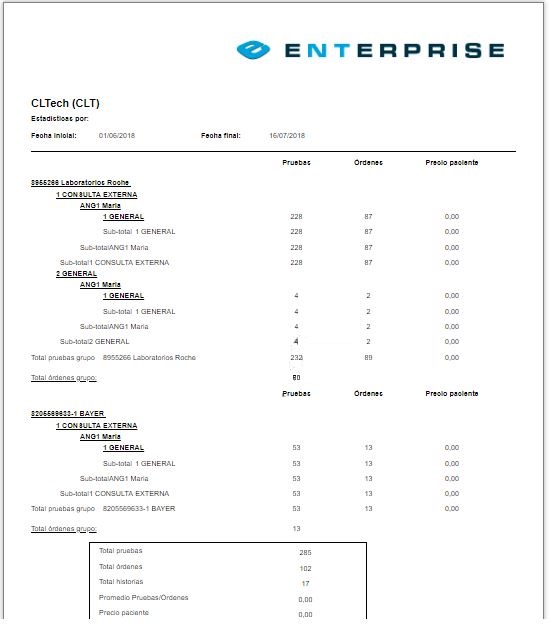 ENTERPRISE
CLTech (CLT)
Estadísticas por:
Fecha inicial: 01/06/2018 Fecha final: 16/07/2018
Pruebas Órdenes Precio paciente
8955266 Laboratorios Roche
1 CONSULTA EXTERNA
ANG1 Maria
1 GENERAL 228 87 0,00
Sub-total 1 GENERAL 228 87 0,00
Sub-totalANG1 Maria 228 87 0,00
Sub-total1 CONSULTA EXTERNA 228 87 0,00
2 GENERAL
ANG1 Maria
1 GENERAL 4 2 0,00
Sub-total 1 GENERAL 4 2 0,00
Sub-totalANG1 Maria 4 2 0,00
Sub-total2 GENERAL 4 2 0,00
Total pruebas grupo 8955266 Laboratorios Roche 232 89 0,00
Total órdenes grupo:
Pruebas Órdenes Precio paciente
8205569633-1 BAYER
1 CONSULTA EXTERNA
ANG1 Maria
1 GENERAL 53 13 0,00
Sub-total 1 GENERAL 53 13 0,00
Sub-totalANG1 Maria 53 13 0,00
Sub-total1 CONSULTA EXTERNA 53 13 0,00
Total pruebas grupo 8205569633-1 BAYER 53 13 0,00
Total órdenes grupo: 13
Total pruebas 285
Total órdenes 102
Total historias 17
Promedio Pruebas/Ordenes 0,00
Precio paciente 0,00